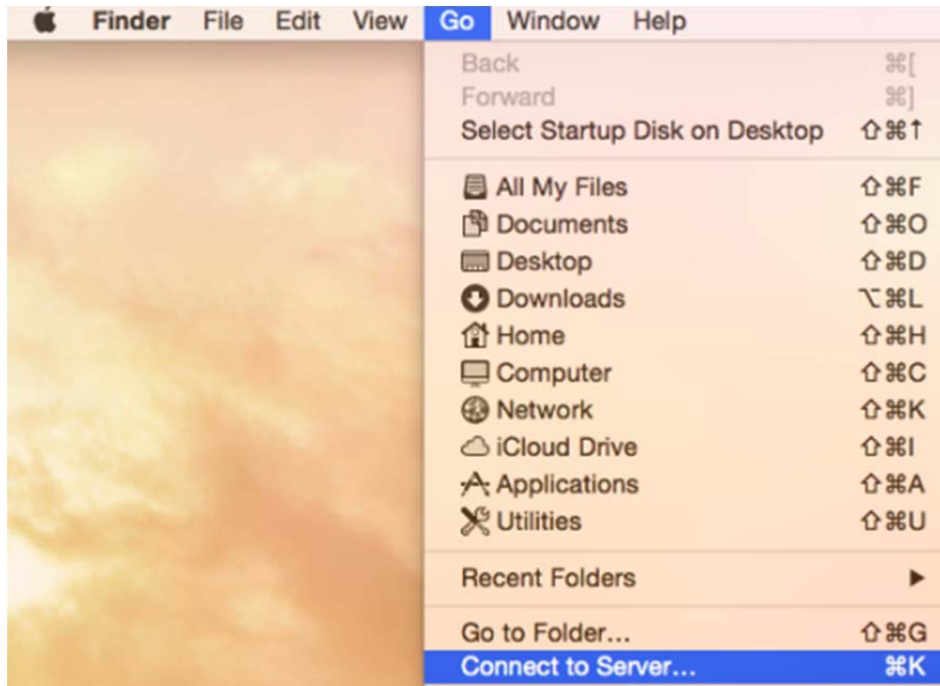 Finder File Edit View Go Window Help
Back ⌘[
Forward ⌘]
Select Startup Disk on Desktop ⇧⌘↑
All My Files ⇧⌘F
Documents ⇧⌘O
Desktop ⇧⌘D
Downloads ⌥⌘L
Home ⇧⌘H
Computer ⇧⌘C
Network ⇧⌘K
iCloud Drive ⇧⌘I
Applications ⇧⌘A
Utilities ⇧⌘U
Recent Folders ▶
Go to Folder... ⇧⌘G
Connect to Server... ⌘K